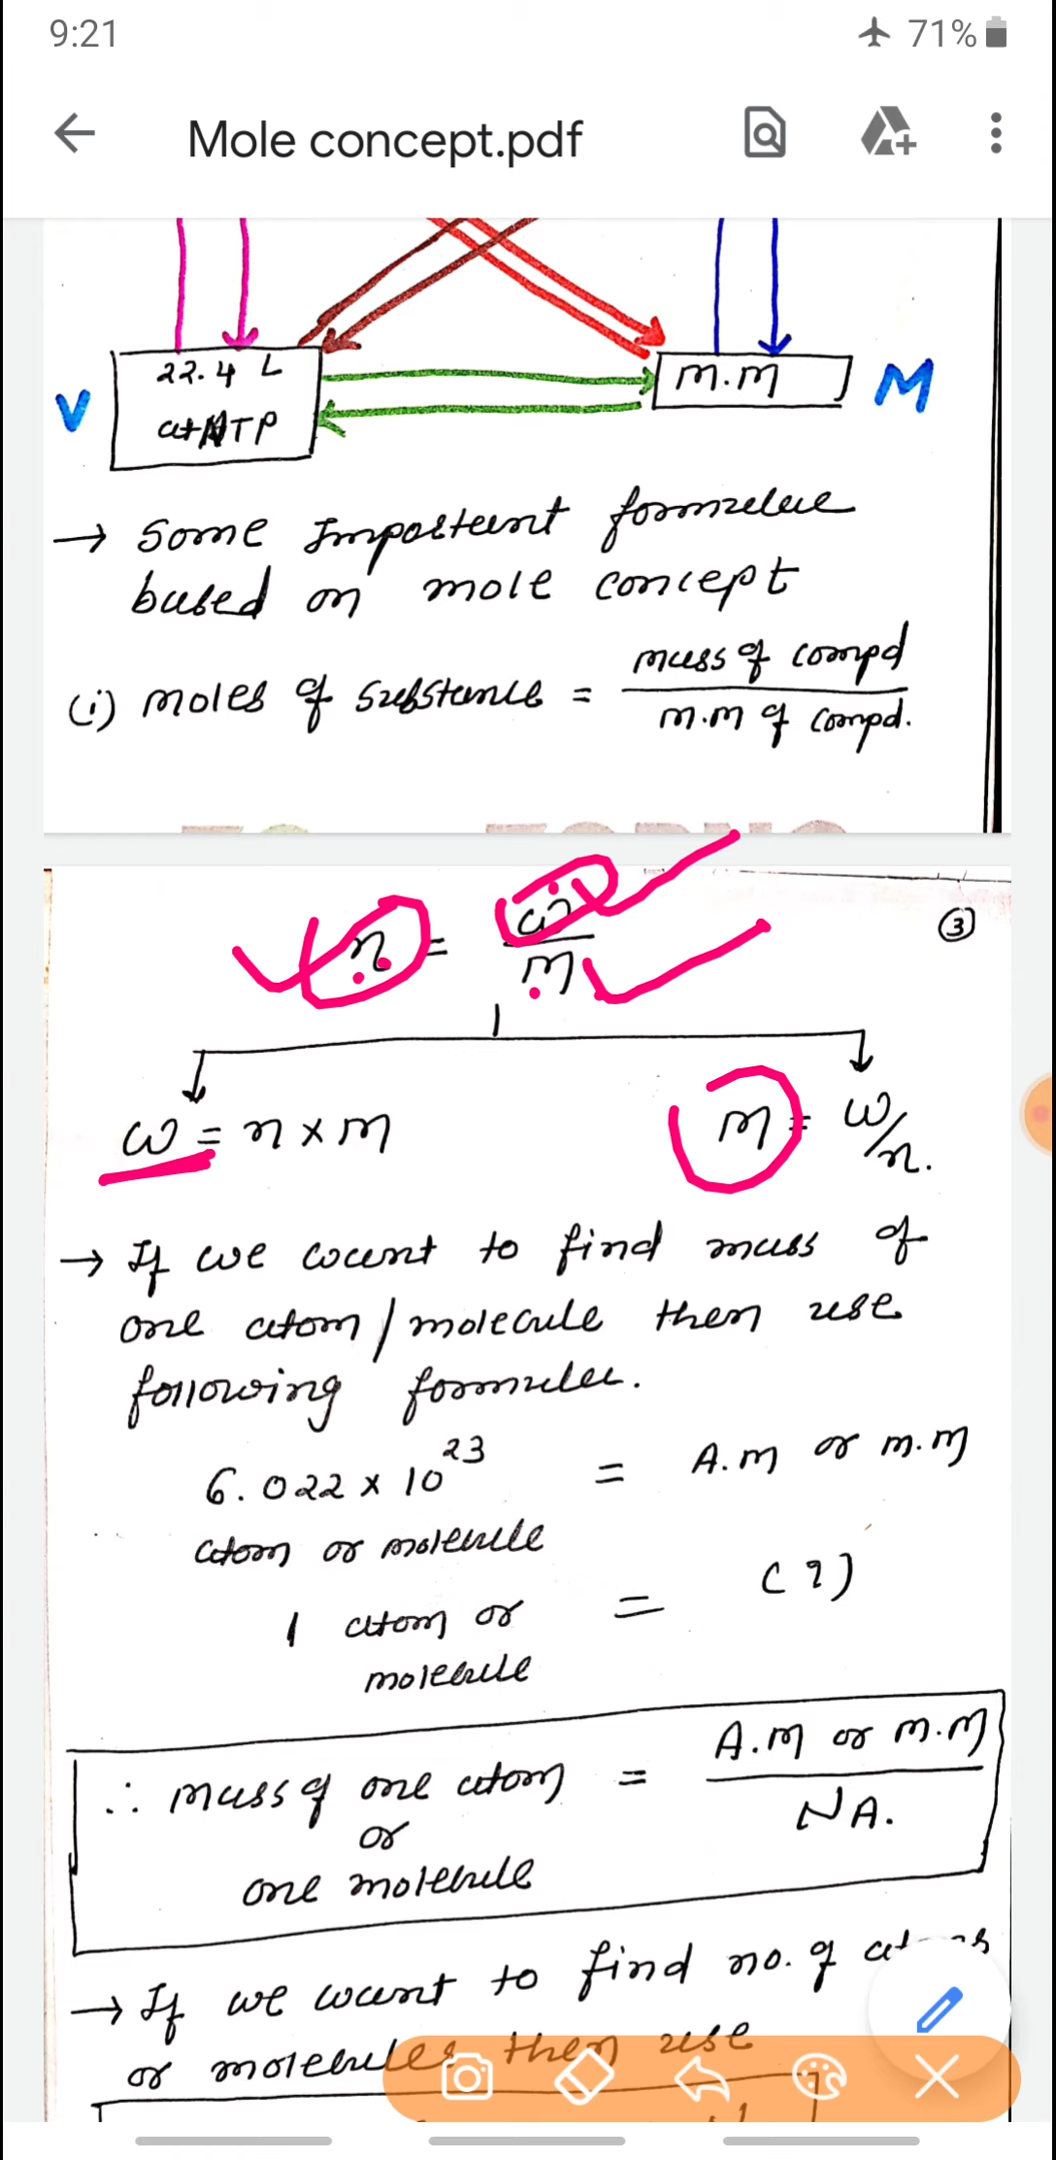 9:21
71%
Mole concept.pdf
22.4 L
at NTP
V
m.m
M
→ Some Important formulae
based on mole concept
(i) moles of substance = mass of compd
m.m of compd.
3
n = w
m
w = n x m
m = w/n.
→ If we want to find mass of
one atom / molecule then use
following formulae.
6.022 x 10²³ = A.m or m.m
atom or molecule
1 atom or = (?)
molecule
∴ mass of one atom = A.m or m.m
or NA.
one molecule
→ If we want to find no. of
or molecules then use